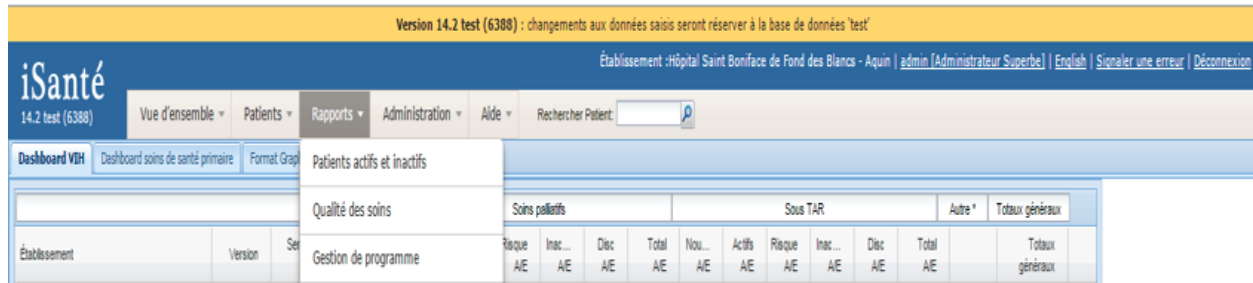 Version 14.2 test (6388) : changements aux données saisis seront réserver à la base de données 'test'
Établissement :Hôpital Saint Boniface de Fond des Blancs - Aquin | admin [Administrateur Superbe] | English | Signaler une erreur | Déconnexion
iSanté
14.2 test (6388)
Vue d'ensemble Patients Rapports Administration Aide Rechercher Patient:
Dashboard VIH Dashboard soins de santé primaire Format Grap
Patients actifs et inactifs
Qualité des soins
Gestion de programme
Soins palliatifs Sous TAR Autre * Totaux généraux
Établissement Version Ser Risque Inac... Disc Total Nou... Actifs Risque Inac... Disc Total Totaux
A/E A/E A/E A/E A/E A/E A/E A/E A/E A/E généraux